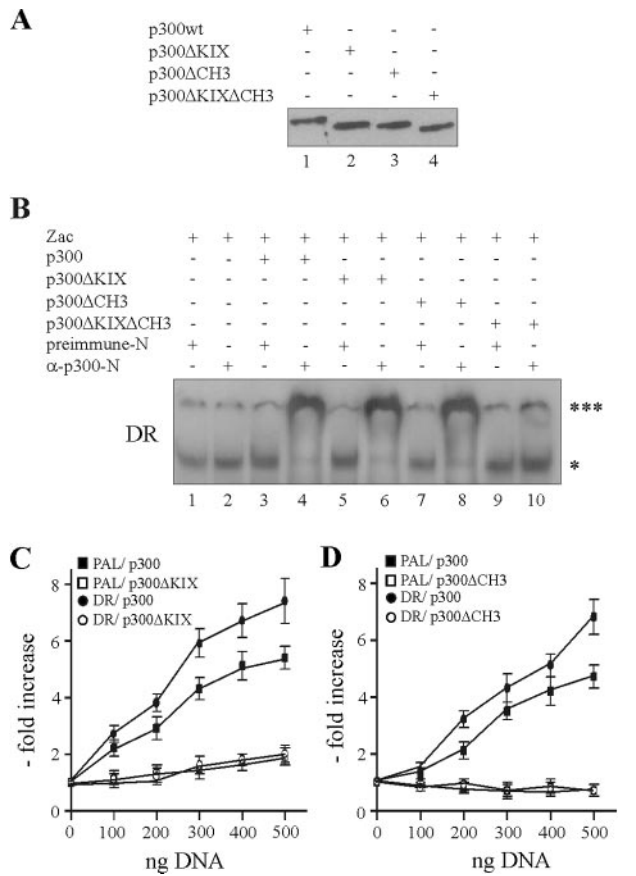 A
p300wt + - - -
p300ΔKIX - + - -
p300ΔCH3 - - + -
p300ΔKIXΔCH3 - - - +
1 2 3 4
B
Zac + + + + + + + + + +
p300 - - + + - - - - - -
p300ΔKIX - - - - + + - - - -
p300ΔCH3 - - - - - - + + - -
p300ΔKIXΔCH3 - - - - - - - - + +
preimmune-N + - + - + - + - + -
α-p300-N - + - + - + - + - +
DR
***
*
1 2 3 4 5 6 7 8 9 10
C
PAL/ p300
PAL/ p300ΔKIX
DR/ p300
DR/ p300ΔKIX
- fold increase
8
6
4
2
0
0 100 200 300 400 500
ng DNA
D
PAL/ p300
PAL/ p300ΔCH3
DR/ p300
DR/ p300ΔCH3
- fold increase
8
6
4
2
0
0 100 200 300 400 500
ng DNA